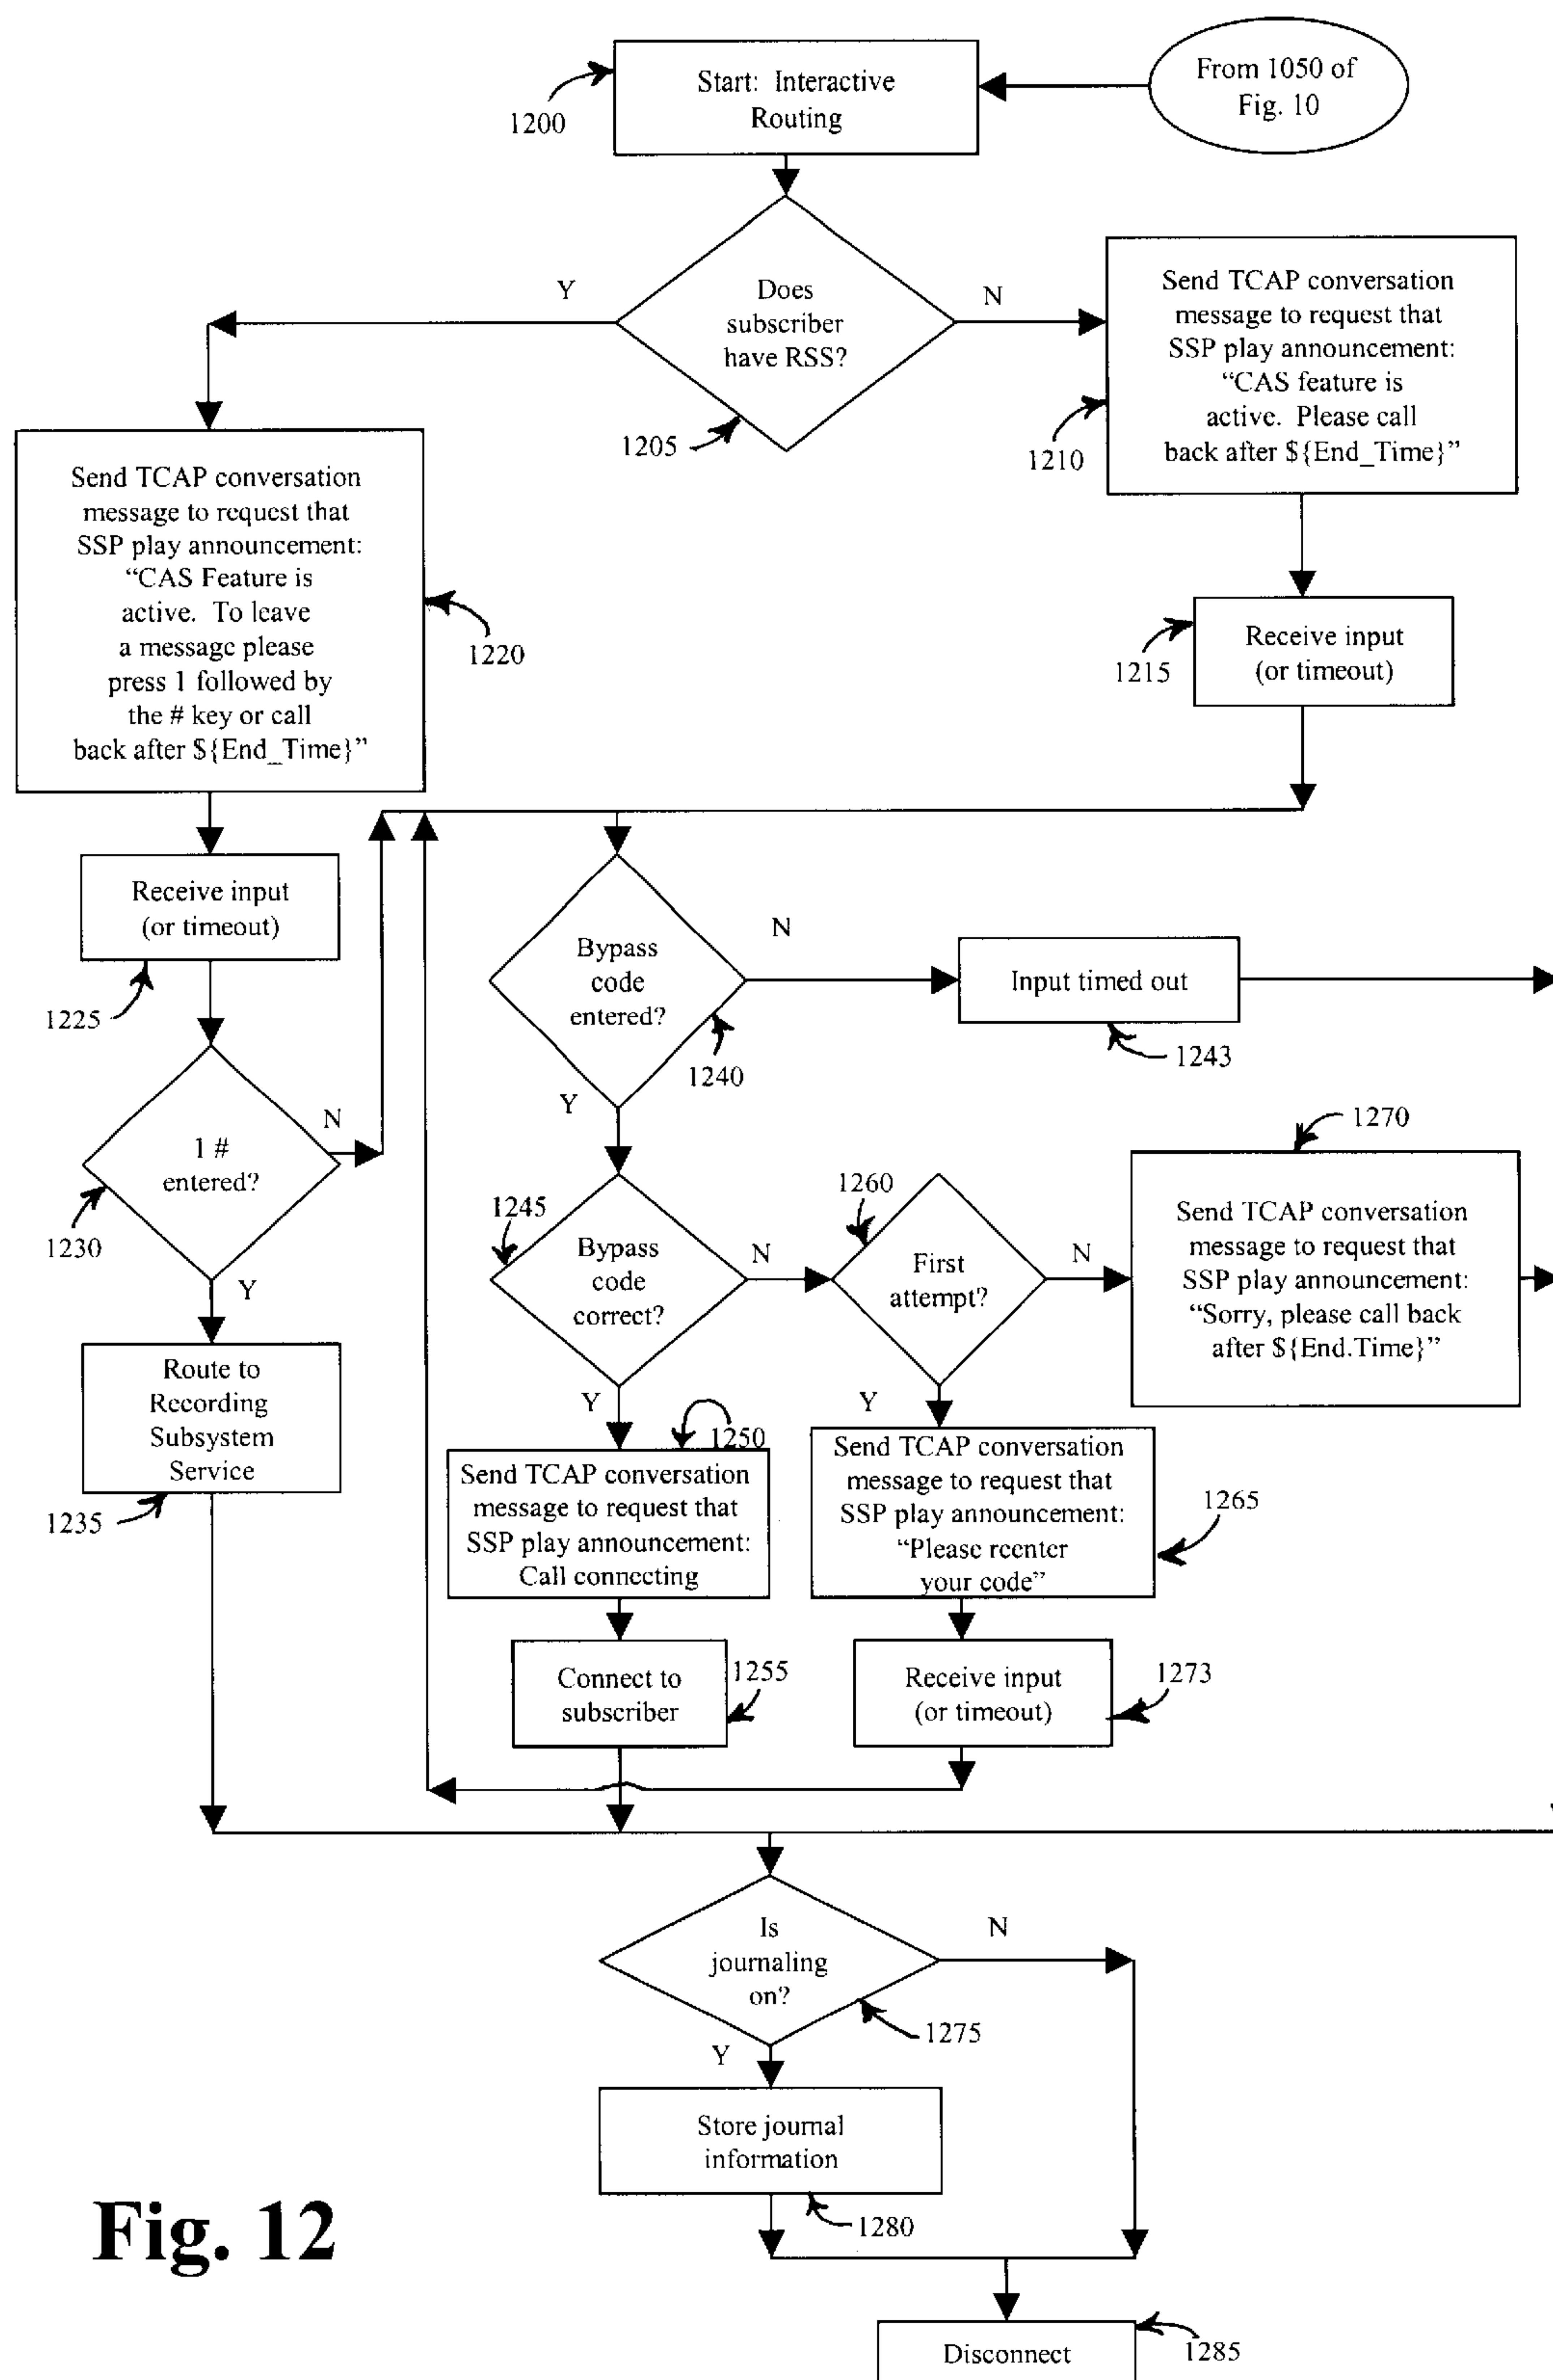 Start: Interactive
Routing
From 1050 of
Fig. 10
1200
Does
subscriber
have RSS?
Y
N
1205
Send TCAP conversation
message to request that
SSP play announcement:
“CAS feature is
active. Please call
back after ${End_Time}”
1210
Send TCAP conversation
message to request that
SSP play announcement:
“CAS Feature is
active. To leave
a message please
press 1 followed by
the # key or call
back after ${End_Time}”
1220
Receive input
(or timeout)
1215
Receive input
(or timeout)
1225
Bypass
code
entered?
N
Y
1240
Input timed out
1243
1 #
entered?
N
Y
1230
Bypass
code
correct?
1245
N
Y
First
attempt?
1260
N
Y
Send TCAP conversation
message to request that
SSP play announcement:
“Sorry, please call back
after ${End.Time}”
1270
Route to
Recording
Subsystem
Service
1235
1250
Send TCAP conversation
message to request that
SSP play announcement:
Call connecting
Send TCAP conversation
message to request that
SSP play announcement:
“Please reenter
your code”
1265
Connect to
subscriber
1255
Receive input
(or timeout)
1273
Is
journaling
on?
N
Y
1275
Store journal
information
1280
Disconnect
1285
Fig. 12